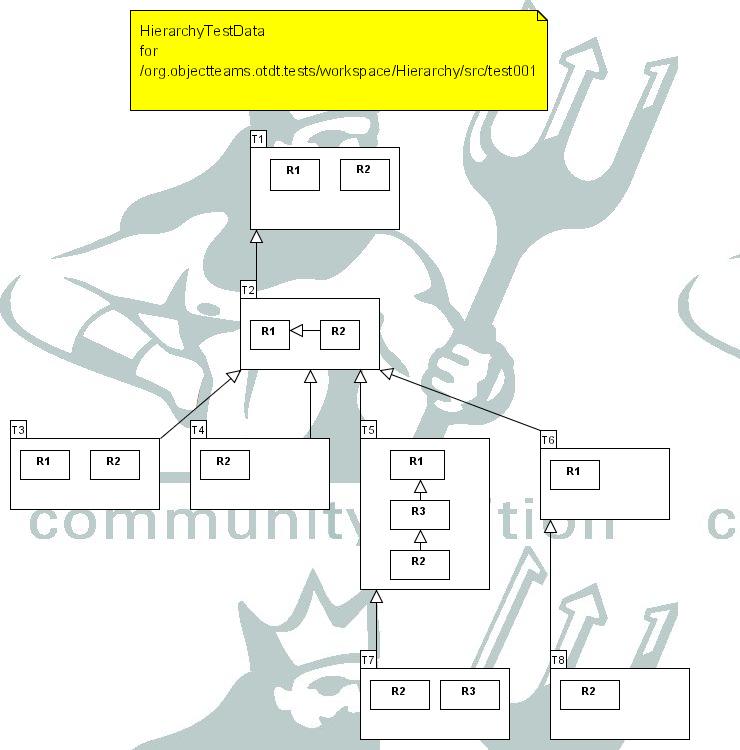 HierarchyTestData
for
/org.objectteams.otdt.tests/workspace/Hierarchy/src/test001
T1
R1 R2
T2
R1 R2
T3 T4 T5 T6
R1 R2 R2 R1 R1
R3
R2
community tion c
T7 T8
R2 R3 R2